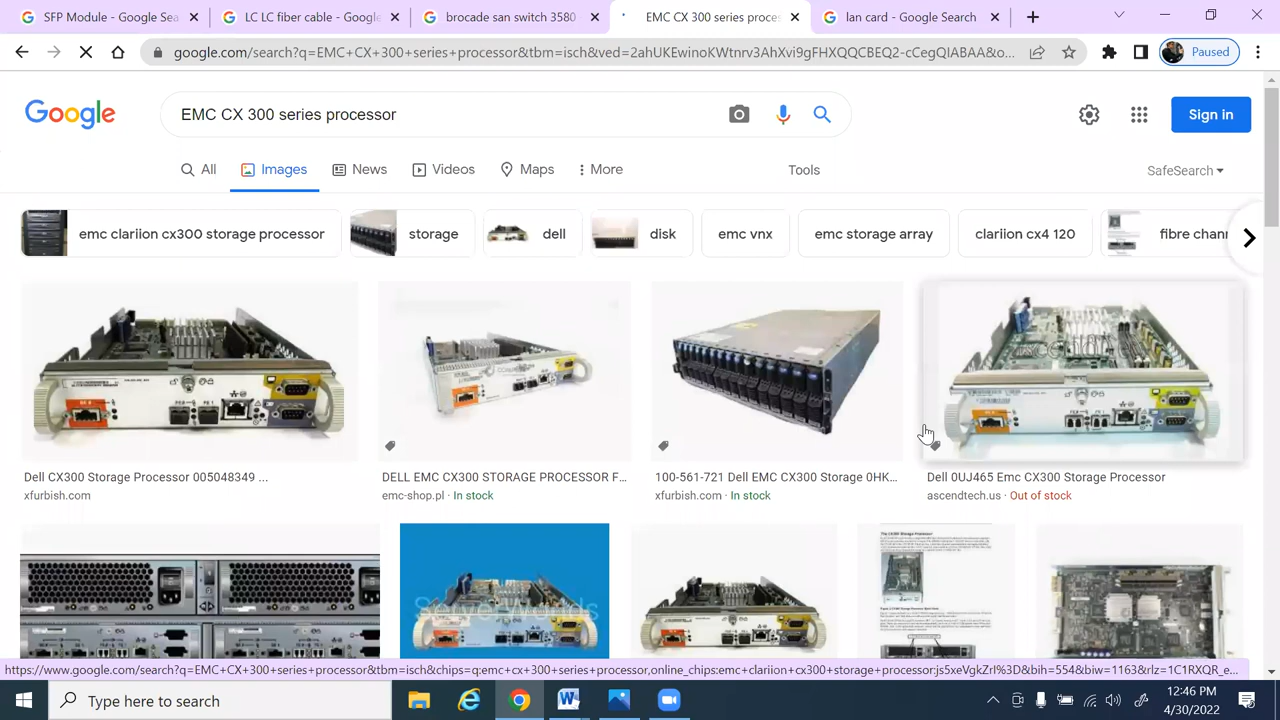 SFP Module - Google Sea
LC LC fiber cable - Google
brocade san switch 3580
EMC CX 300 series proces
lan card - Google Search
google.com/search?q=EMC+CX+300+series+processor&tbm=isch&ved=2ahUKEwinoKWtnrv3AhXvi9gFHXQQCBEQ2-cCegQIABAA&o...
Paused
Google
EMC CX 300 series processor
Sign in
All
Images
News
Videos
Maps
More
Tools
SafeSearch
emc clariion cx300 storage processor
storage
dell
disk
emc vnx
emc storage array
clariion cx4 120
fibre chann
Dell CX300 Storage Processor 005048349 ...
xfurbish.com
DELL EMC CX300 STORAGE PROCESSOR F...
emc-shop.pl · In stock
100-561-721 Dell EMC CX300 Storage 0HK...
xfurbish.com · In stock
Dell 0UJ465 Emc CX300 Storage Processor
ascendtech.us · Out of stock
https://www.google.com/search?q=EMC+CX+300+series+processor&tbm=isch&chips=q:emc+cx+300+series+processor,online_chips:emc+clariion+cx300+storage+processor:js5xeVgkZrI%3D&bih=554&biw=1163&rlz=1C1RXQR_e...
Type here to search
12:46 PM
4/30/2022